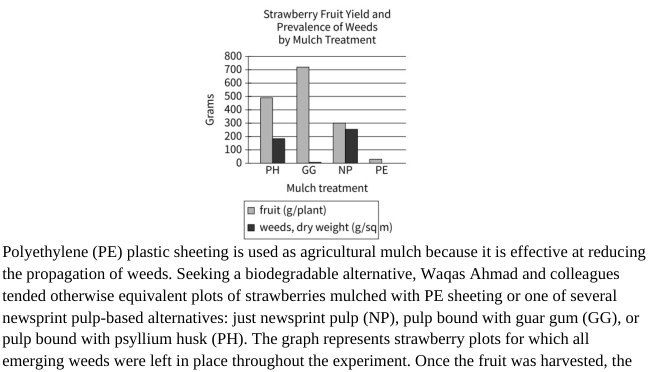 Strawberry Fruit Yield and
Prevalence of Weeds
by Mulch Treatment
800
700
600
500
400
300
200
100
0
Grams
PH GG NP PE
Mulch treatment
fruit (g/plant)
weeds, dry weight (g/sq m)
Polyethylene (PE) plastic sheeting is used as agricultural mulch because it is effective at reducing
the propagation of weeds. Seeking a biodegradable alternative, Waqas Ahmad and colleagues
tended otherwise equivalent plots of strawberries mulched with PE sheeting or one of several
newsprint pulp-based alternatives: just newsprint pulp (NP), pulp bound with guar gum (GG), or
pulp bound with psyllium husk (PH). The graph represents strawberry plots for which all
emerging weeds were left in place throughout the experiment. Once the fruit was harvested, the